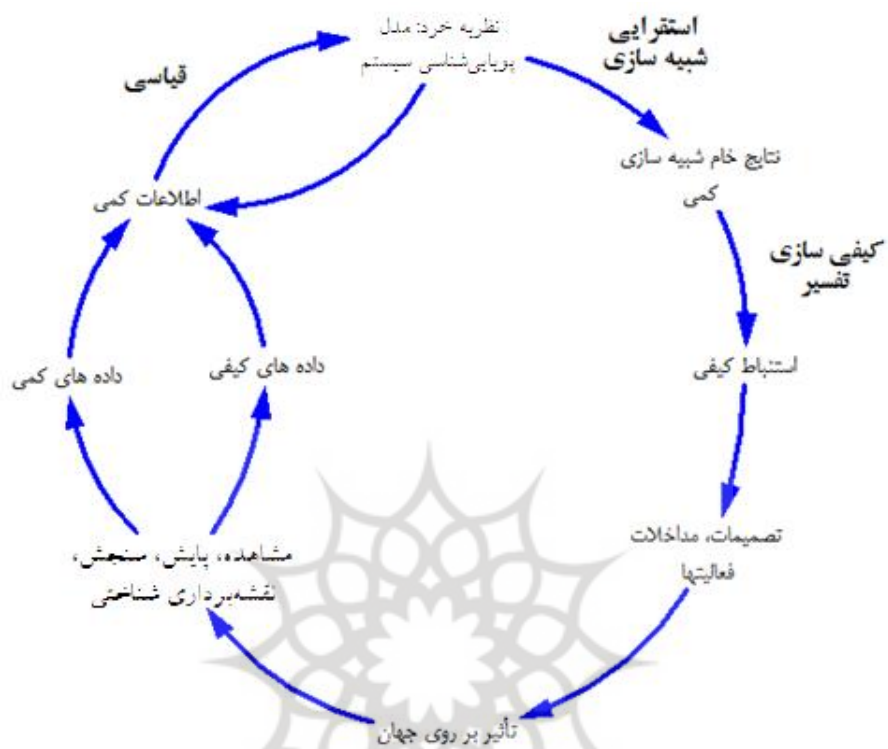 نظریه خرد: مدل
پویایی‌شناسی سیستم
استقرایی
شبیه سازی
قیاسی
نتایج خام شبیه سازی
کمی
اطلاعات کمی
کیفی سازی
تفسیر
استنباط کیفی
داده های کیفی
داده های کمی
تصمیمات، مداخلات
فعالیتها
مشاهده، پایش، سنجش،
نقشه‌برداری شناختی
تأثیر بر روی جهان